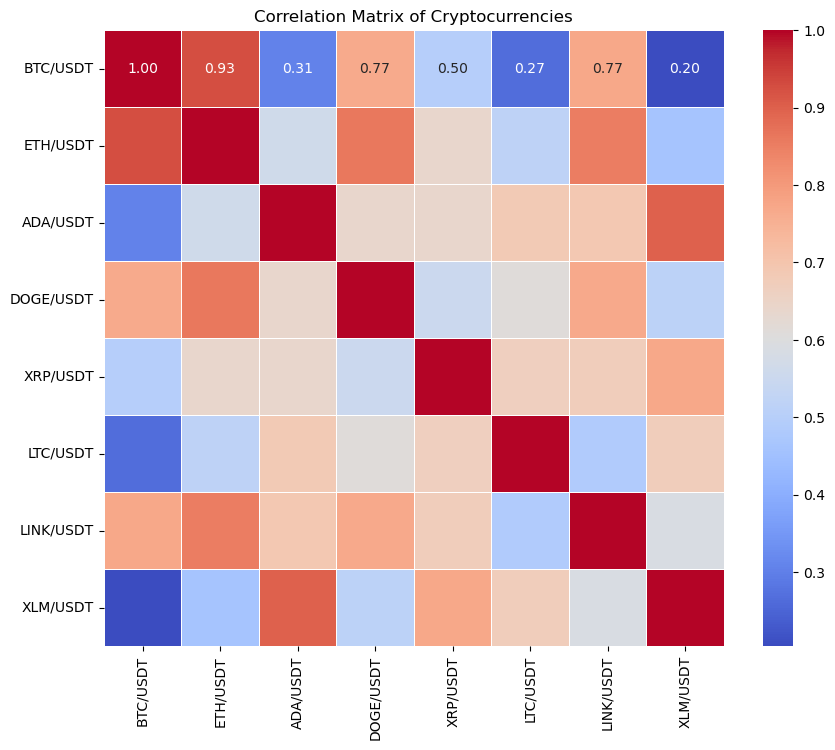 Correlation Matrix of Cryptocurrencies
BTC/USDT 1.00 0.93 0.31 0.77 0.50 0.27 0.77 0.20
ETH/USDT
ADA/USDT
DOGE/USDT
XRP/USDT
LTC/USDT
LINK/USDT
XLM/USDT
BTC/USDT ETH/USDT ADA/USDT DOGE/USDT XRP/USDT LTC/USDT LINK/USDT XLM/USDT
1.0
0.9
0.8
0.7
0.6
0.5
0.4
0.3